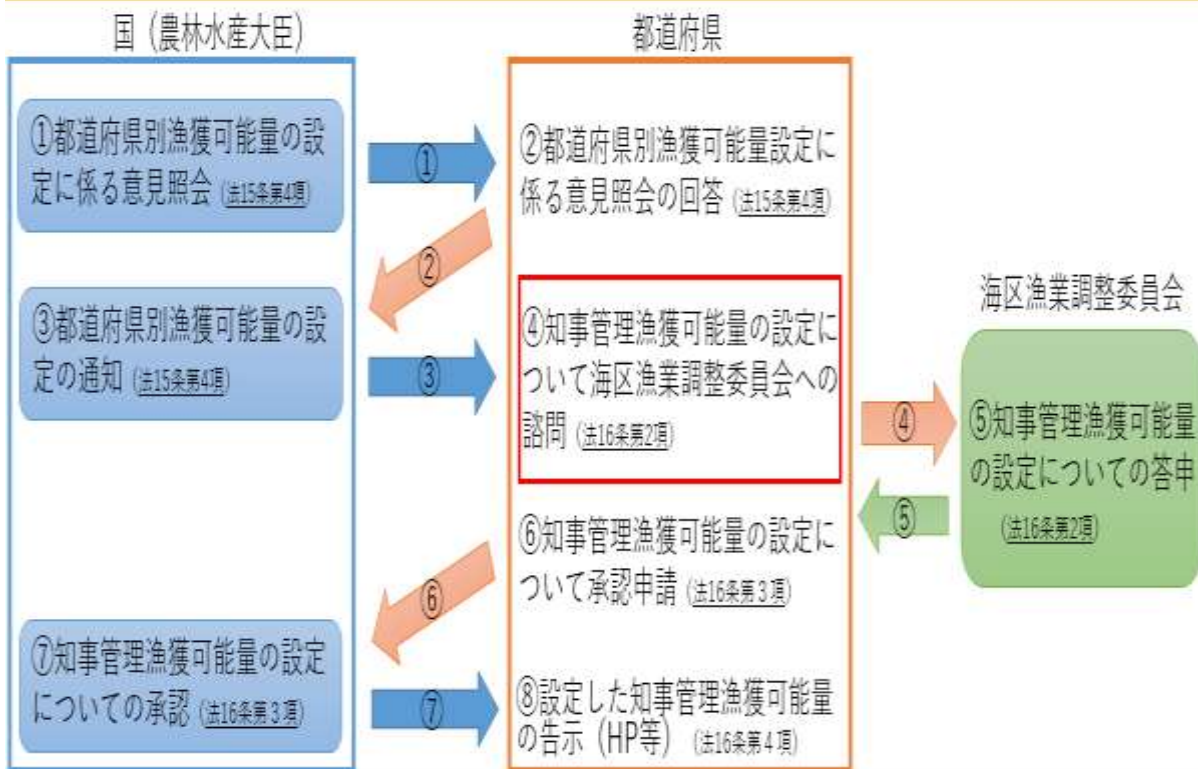 国（農林水産大臣）
都道府県
①都道府県別漁獲可能量の設
定に係る意見照会 (法15条第4項)
①
②都道府県別漁獲可能量設定に
係る意見照会の回答 (法15条第4項)
②
③都道府県別漁獲可能量の設
定の通知 (法15条第4項)
③
④知事管理漁獲可能量の設定に
ついて海区漁業調整委員会への
諮問 (法16条第2項)
④
海区漁業調整委員会
⑤知事管理漁獲可能量
の設定についての答申
(法16条第2項)
⑤
⑥知事管理漁獲可能量の設定に
ついて承認申請 (法16条第３項)
⑥
⑦知事管理漁獲可能量の設定
についての承認 (法16条第３項)
⑦
⑧設定した知事管理漁獲可能量
の告示（HP等） (法16条第４項)